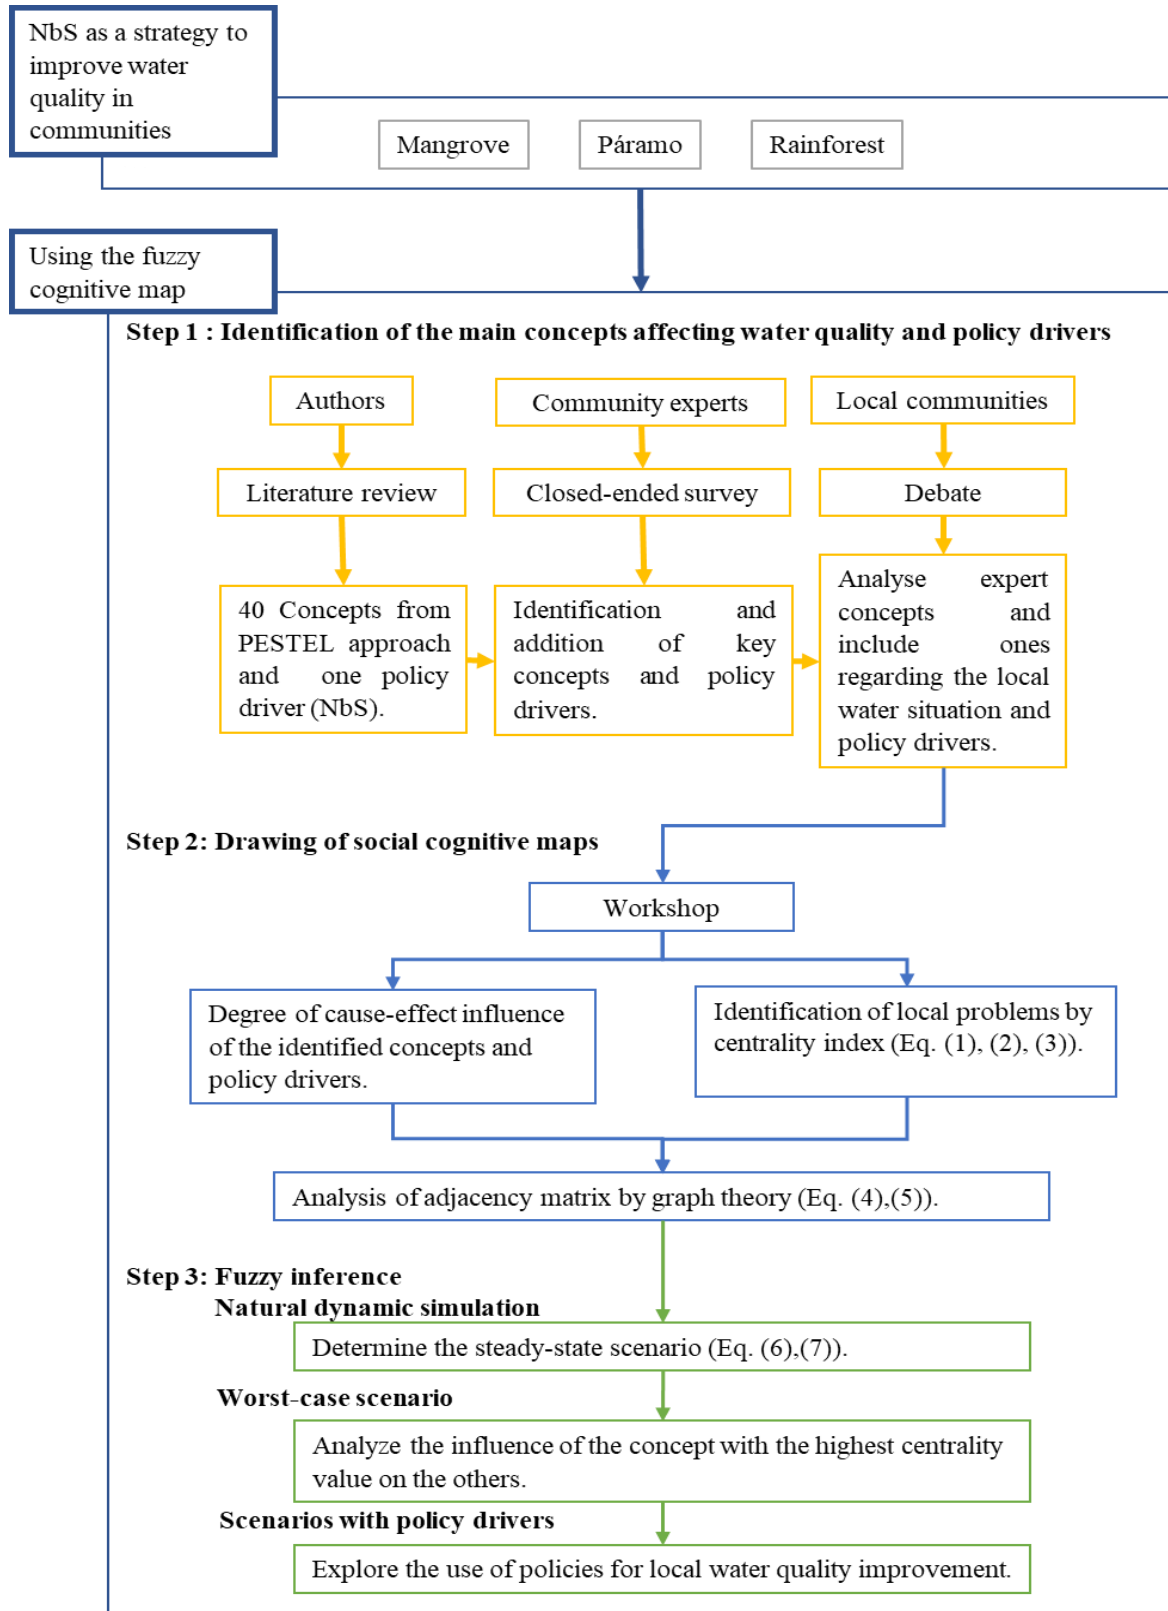 NbS as a strategy to
improve water
quality in
communities
Mangrove
Páramo
Rainforest
Using the fuzzy
cognitive map
Step 1 : Identification of the main concepts affecting water quality and policy drivers
Authors
Community experts
Local communities
Literature review
Closed-ended survey
Debate
40 Concepts from
PESTEL approach
and one policy
driver (NbS).
Identification and
addition of key
concepts and policy
drivers.
Analyse expert
concepts and
include ones
regarding the local
water situation and
policy drivers.
Step 2: Drawing of social cognitive maps
Workshop
Degree of cause-effect influence
of the identified concepts and
policy drivers.
Identification of local problems by
centrality index (Eq. (1), (2), (3)).
Analysis of adjacency matrix by graph theory (Eq. (4),(5)).
Step 3: Fuzzy inference
Natural dynamic simulation
Determine the steady-state scenario (Eq. (6),(7)).
Worst-case scenario
Analyze the influence of the concept with the highest centrality
value on the others.
Scenarios with policy drivers
Explore the use of policies for local water quality improvement.